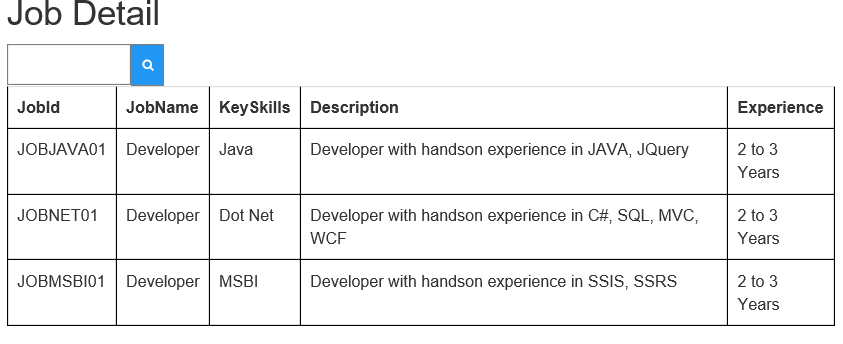 Job Detail
JobId JobName KeySkills Description Experience
JOBJAVA01 Developer Java Developer with handson experience in JAVA, JQuery 2 to 3
Years
JOBNET01 Developer Dot Net Developer with handson experience in C#, SQL, MVC, 2 to 3
WCF Years
JOBMSBI01 Developer MSBI Developer with handson experience in SSIS, SSRS 2 to 3
Years